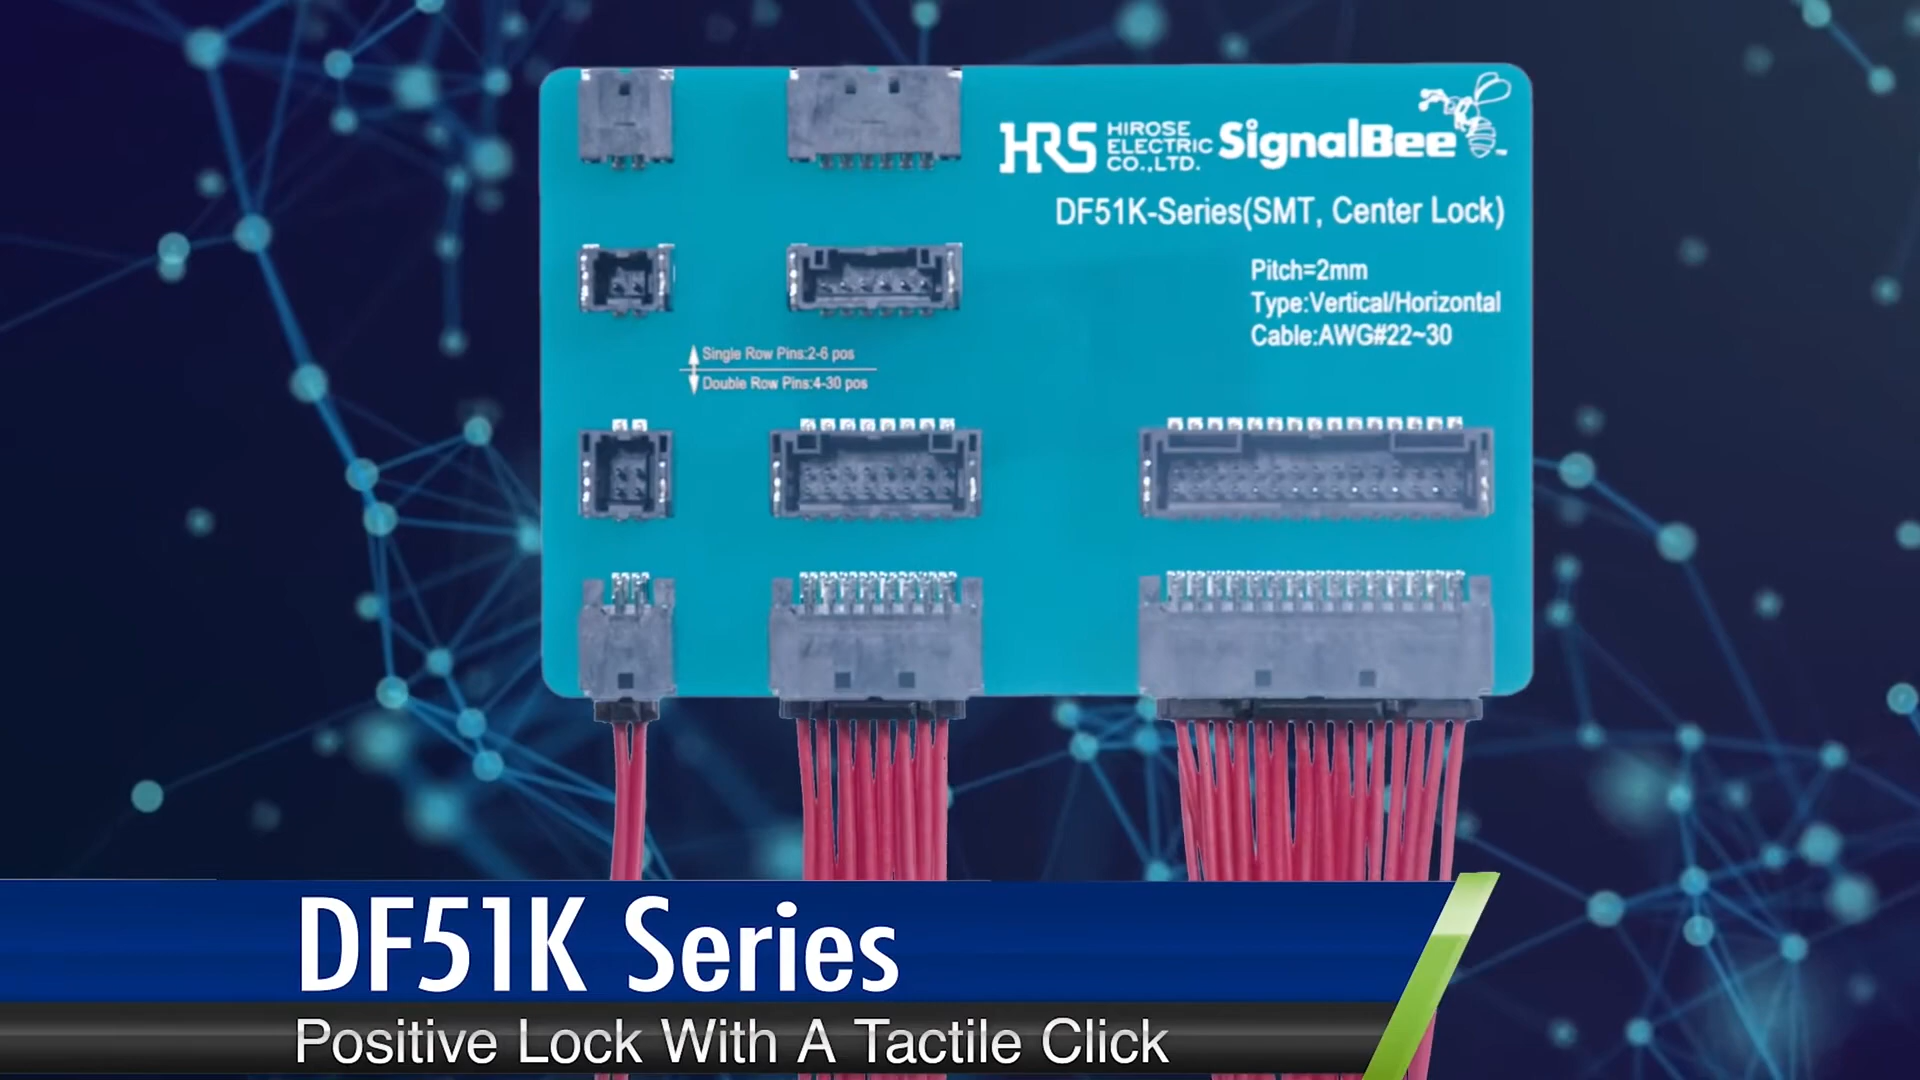 HRS HIROSE ELECTRIC CO.,LTD. SignalBee
DF51K-Series(SMT, Center Lock)
Pitch=2mm
Type:Vertical/Horizontal
Cable:AWG#22~30
Single Row Pins:2-6 pos
Double Row Pins:4-30 pos
DF51K Series
Positive Lock With A Tactile Click